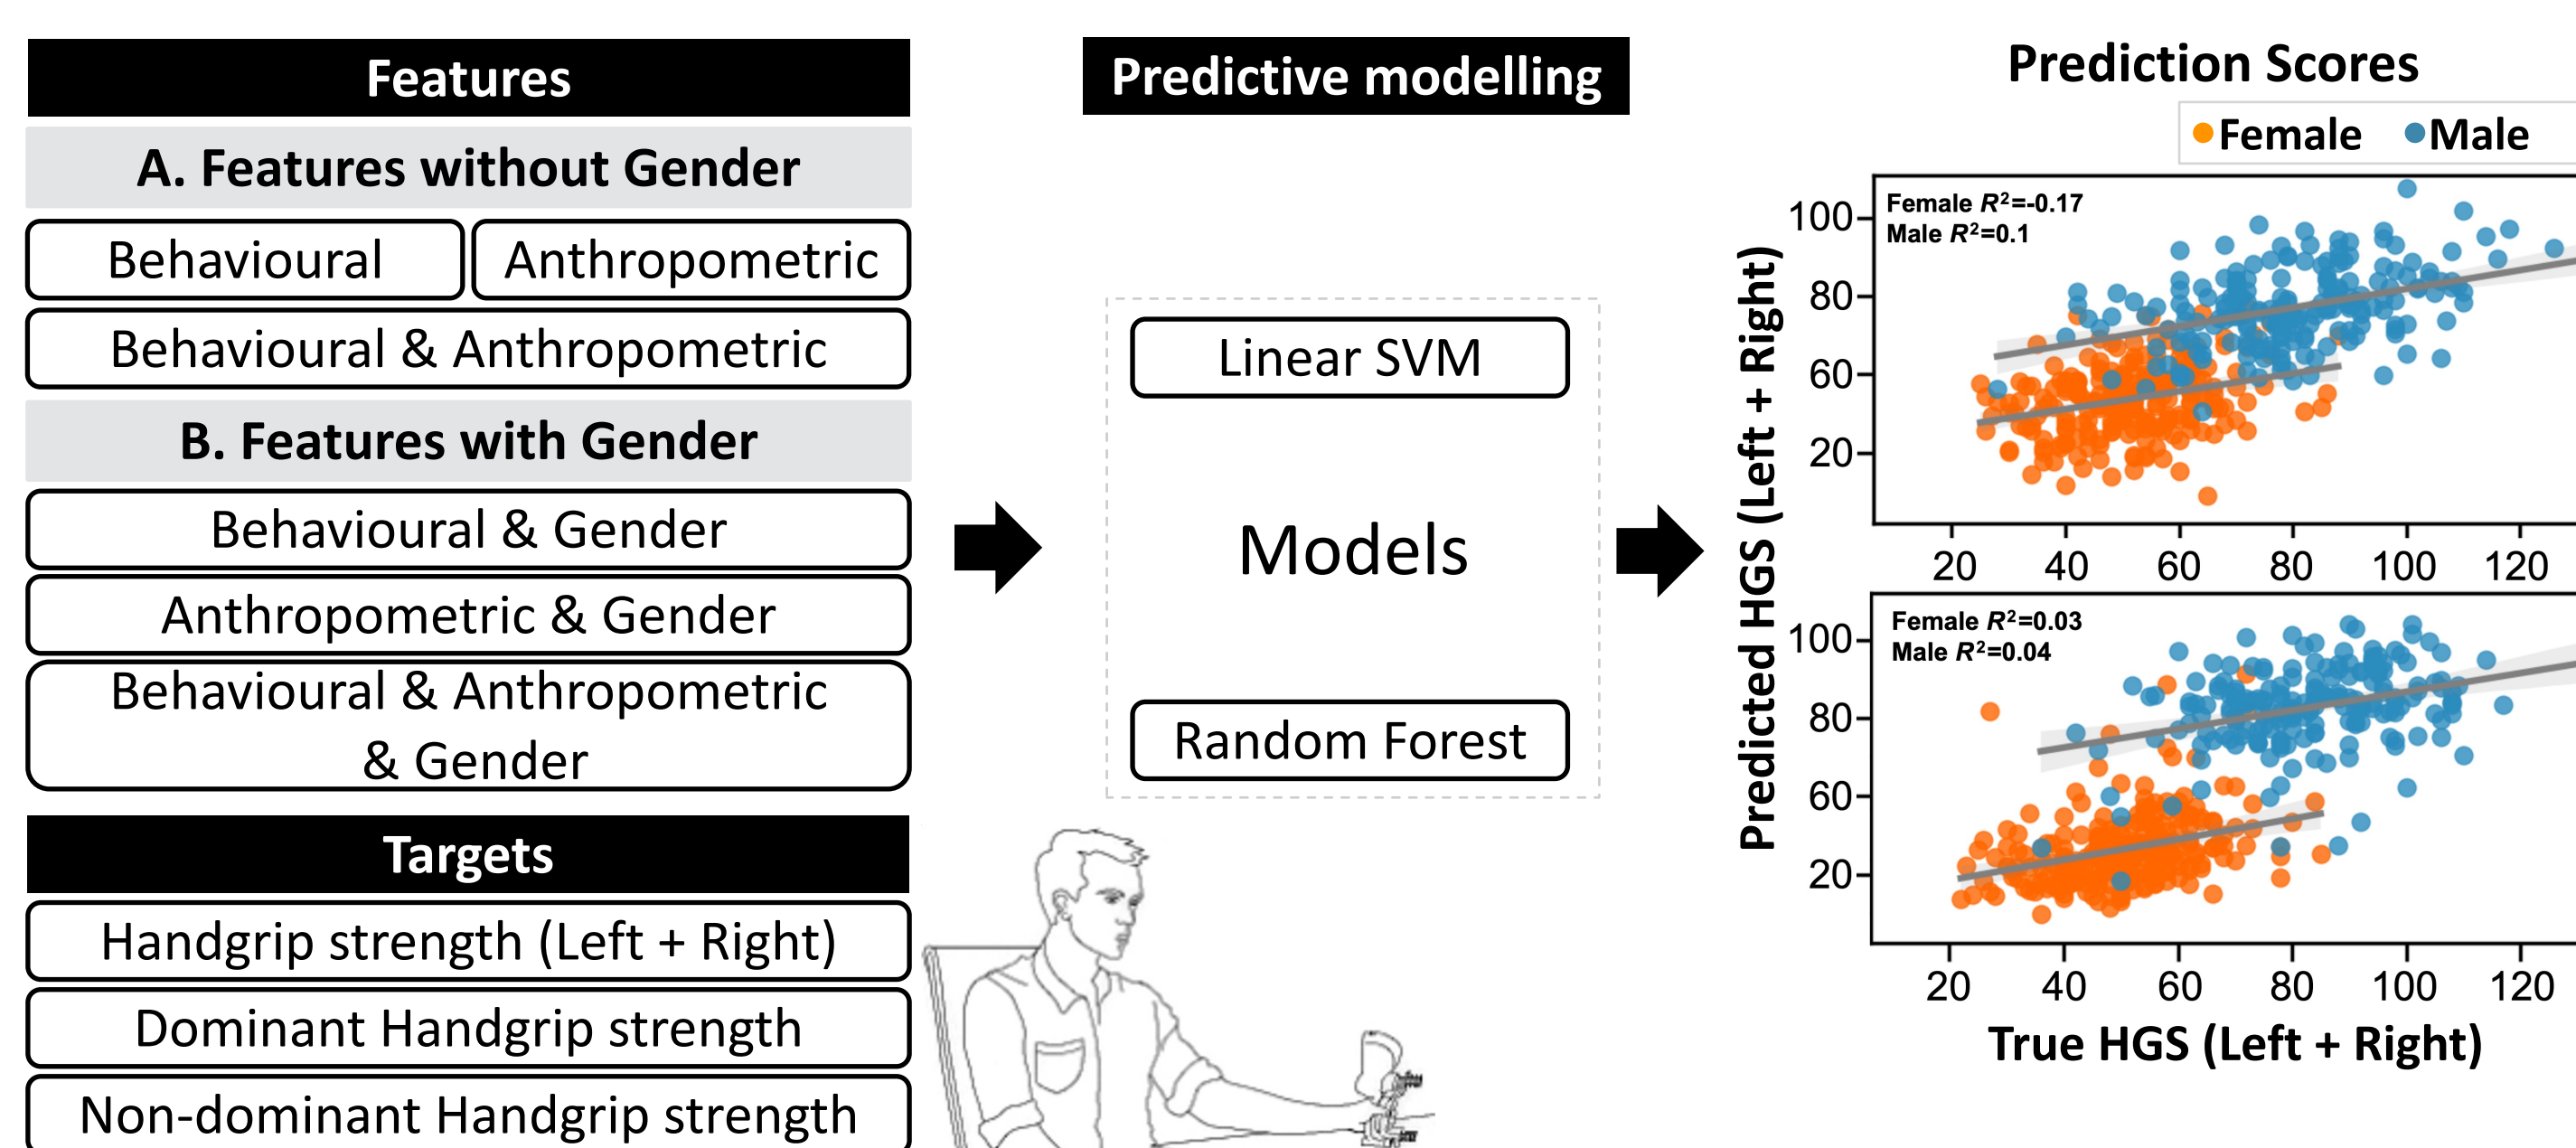 Features
A. Features without Gender
Behavioural
Anthropometric
Behavioural & Anthropometric
B. Features with Gender
Behavioural & Gender
Anthropometric & Gender
Behavioural & Anthropometric
& Gender
Targets
Handgrip strength (Left + Right)
Dominant Handgrip strength
Non-dominant Handgrip strength
Predictive modelling
Linear SVM
Models
Random Forest
Prediction Scores
Female Male
Predicted HGS (Left + Right)
Female R²=-0.17
Male R²=0.1
100
80
60
40
20
20 40 60 80 100 120
Female R²=0.03
Male R²=0.04
100
80
60
20
20 40 60 80 100 120
True HGS (Left + Right)